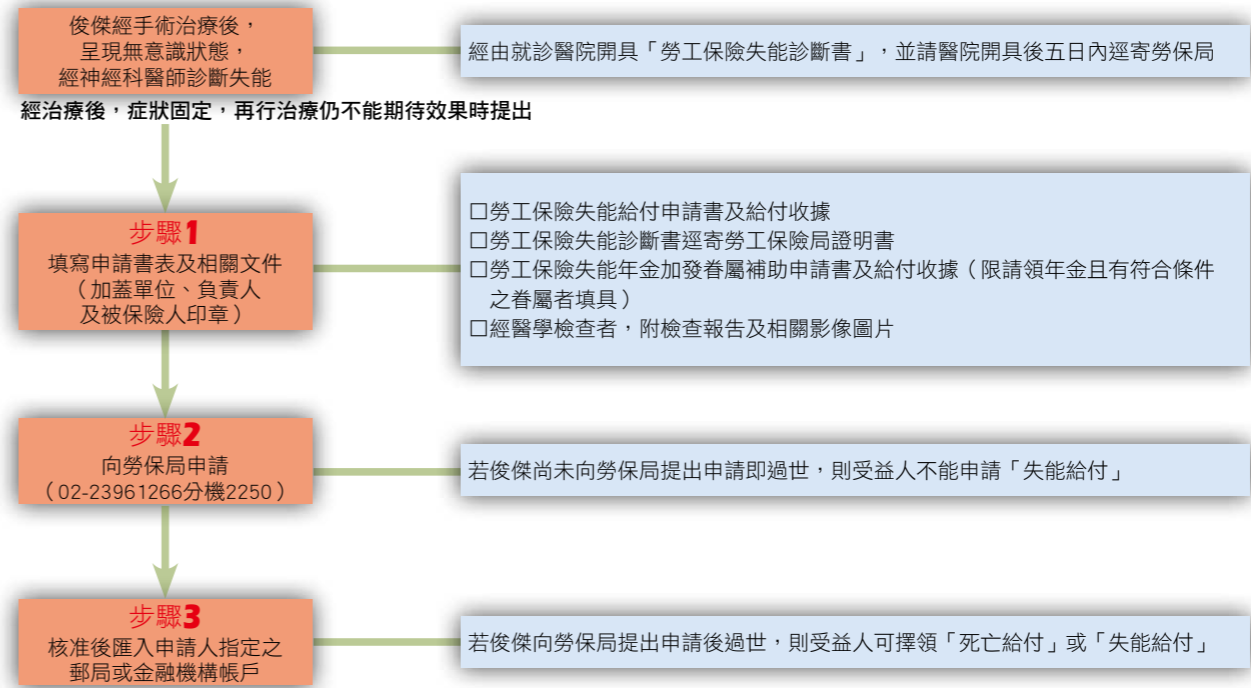 俊傑經手術治療後，
呈現無意識狀態，
經神經科醫師診斷失能
經由就診醫院開具「勞工保險失能診斷書」，並請醫院開具後五日內逕寄勞保局
經治療後，症狀固定，再行治療仍不能期待效果時提出
步驟1
填寫申請書表及相關文件
（加蓋單位、負責人
及被保險人印章）
□勞工保險失能給付申請書及給付收據
□勞工保險失能診斷書逕寄勞工保險局證明書
□勞工保險失能年金加發眷屬補助申請書及給付收據（限請領年金且有符合條件
之眷屬者填具）
□經醫學檢查者，附檢查報告及相關影像圖片
步驟2
向勞保局申請
（02-23961266分機2250）
若俊傑尚未向勞保局提出申請即過世，則受益人不能申請「失能給付」
步驟3
核准後匯入申請人指定之
郵局或金融機構帳戶
若俊傑向勞保局提出申請後過世，則受益人可擇領「死亡給付」或「失能給付」